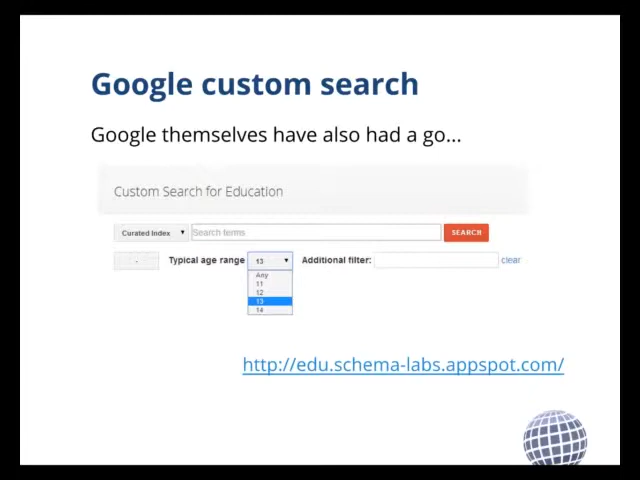 Google custom search
Google themselves have also had a go...
Custom Search for Education
Curated Index Search terms SEARCH
- Typical age range 13 Additional filter: clear
Any
11
12
13
14
http://edu.schema-labs.appspot.com/